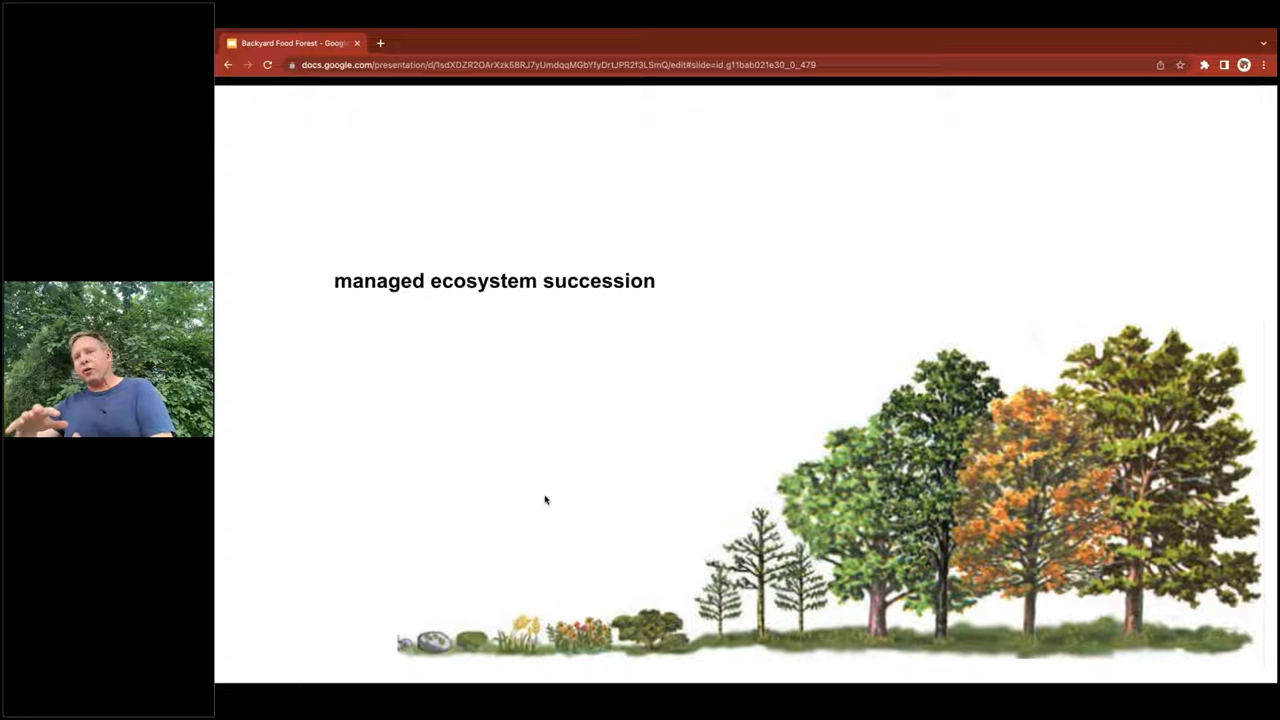 Backyard Food Forest - Googl
docs.google.com/presentation/d/1sdXDZR2OArXzk58RJ7yUmdqqMGbYfyDrtJPR2f3LSmQ/edit#slide=id.g11bab021e30_0_479
managed ecosystem succession